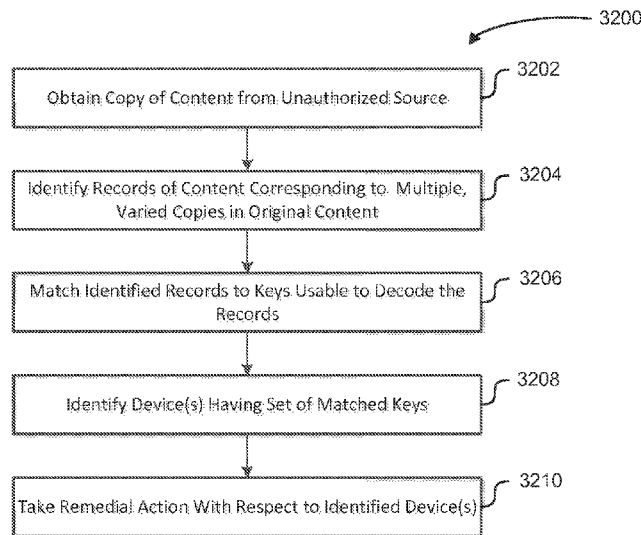 3200
3202
Obtain Copy of Content from Unauthorized Source
3204
Identify Records of Content Corresponding to Multiple,
Varied Copies in Original Content
3206
Match Identified Records to Keys Usable to Decode the
Records
3208
Identify Device(s) Having Set of Matched Keys
3210
Take Remedial Action With Respect to Identified Device(s)